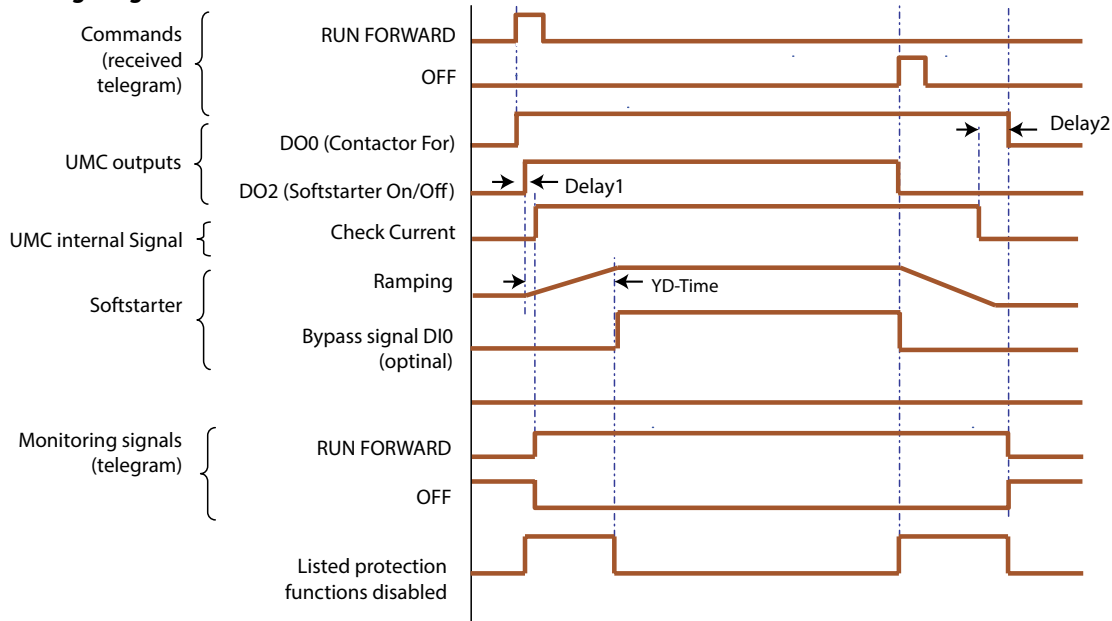 Commands
(received
telegram)
RUN FORWARD
OFF
UMC outputs
DO0 (Contactor For)
Delay2
DO2 (Softstarter On/Off)
Delay1
UMC internal Signal
Check Current
Softstarter
Ramping
YD-Time
Bypass signal DI0
(optinal)
Monitoring signals
(telegram)
RUN FORWARD
OFF
Listed protection
functions disabled